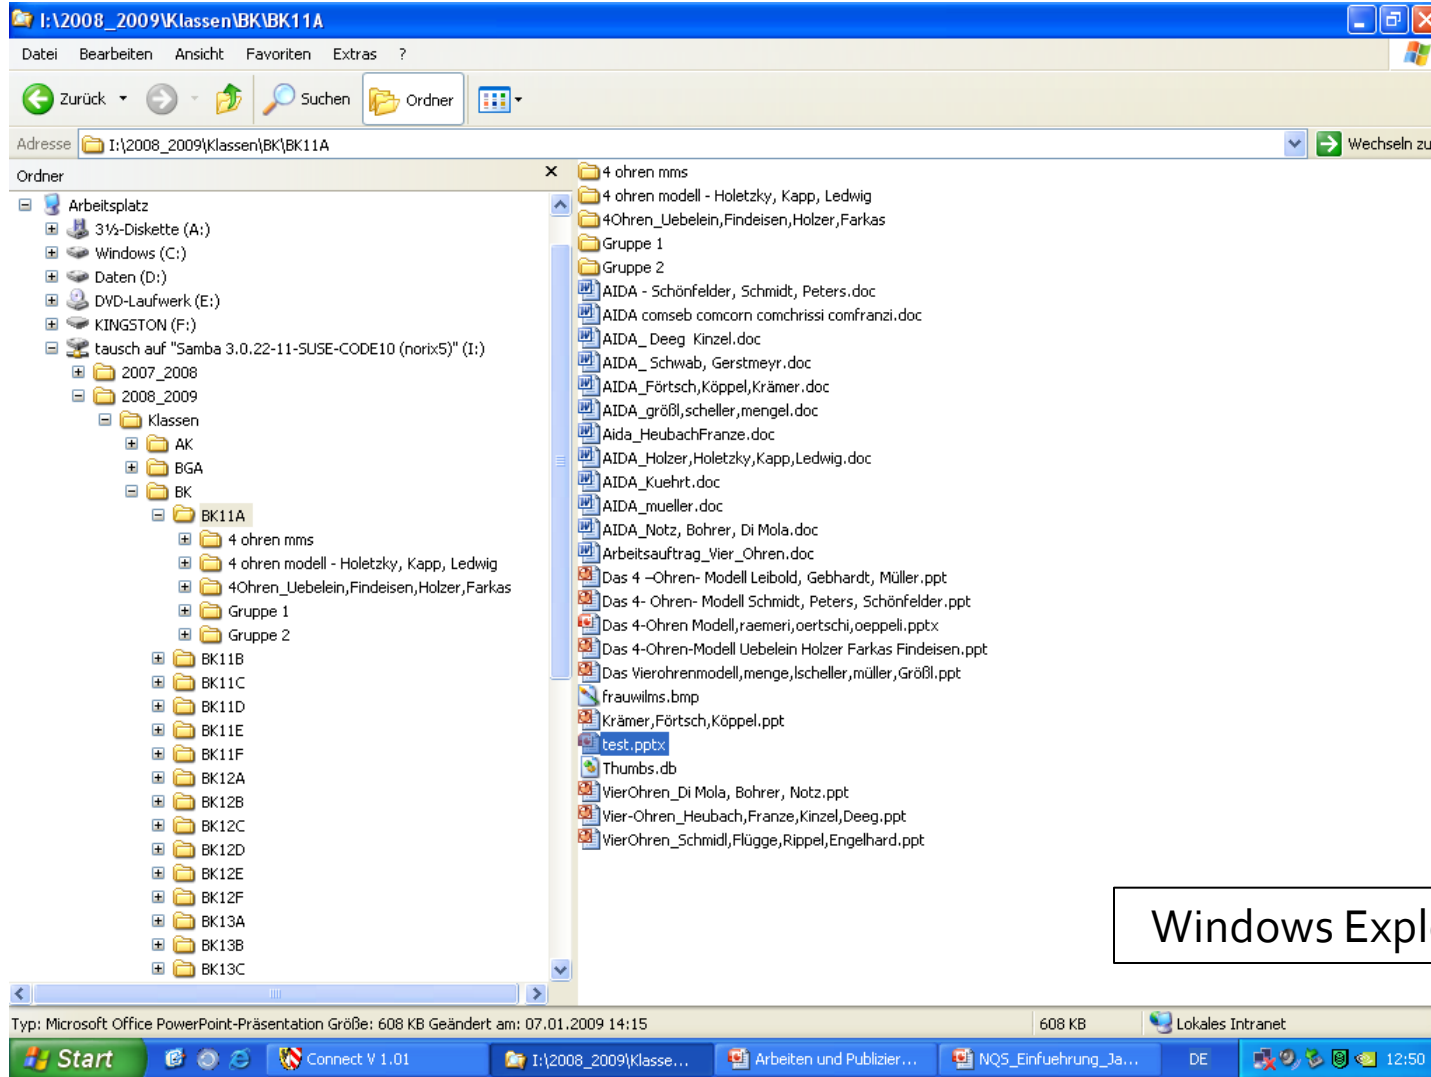 I:\2008_2009\Klassen\BK\BK11A
Datei Bearbeiten Ansicht Favoriten Extras ?
Zurück Suchen Ordner
Adresse I:\2008_2009\Klassen\BK\BK11A Wechseln zu
Ordner
Arbeitsplatz
3½-Diskette (A:)
Windows (C:)
Daten (D:)
DVD-Laufwerk (E:)
KINGSTON (F:)
tausch auf "Samba 3.0.22-11-SUSE-CODE10 (norix5)" (I:)
2007_2008
2008_2009
Klassen
AK
BGA
BK
BK11A
4 ohren mms
4 ohren modell - Holetzky, Kapp, Ledwig
4Ohren_Uebelein,Findeisen,Holzer,Farkas
Gruppe 1
Gruppe 2
BK11B
BK11C
BK11D
BK11E
BK11F
BK12A
BK12B
BK12C
BK12D
BK12E
BK12F
BK13A
BK13B
BK13C
4 ohren mms
4 ohren modell - Holetzky, Kapp, Ledwig
4Ohren_Uebelein,Findeisen,Holzer,Farkas
Gruppe 1
Gruppe 2
AIDA - Schönfelder, Schmidt, Peters.doc
AIDA comseb comcorn comchrissi comfranzi.doc
AIDA_ Deeg Kinzel.doc
AIDA_ Schwab, Gerstmeyr.doc
AIDA_Förtsch,Köppel,Krämer.doc
AIDA_größl,scheller,mengel.doc
Aida_HeubachFranze.doc
AIDA_Holzer,Holetzky,Kapp,Ledwig.doc
AIDA_Kuehrt.doc
AIDA_mueller.doc
AIDA_Notz, Bohrer, Di Mola.doc
Arbeitsauftrag_Vier_Ohren.doc
Das 4 –Ohren- Modell Leibold, Gebhardt, Müller.ppt
Das 4- Ohren- Modell Schmidt, Peters, Schönfelder.ppt
Das 4-Ohren Modell,raemeri,oertschi,oeppeli.pptx
Das 4-Ohren-Modell Uebelein Holzer Farkas Findeisen.ppt
Das Vierohrenmodell,menge,lscheller,müller,Größl.ppt
frauwilms.bmp
Krämer,Förtsch,Köppel.ppt
test.pptx
Thumbs.db
VierOhren_Di Mola, Bohrer, Notz.ppt
Vier-Ohren_Heubach,Franze,Kinzel,Deeg.ppt
VierOhren_Schmidl,Flügge,Rippel,Engelhard.ppt
Windows Expl
Typ: Microsoft Office PowerPoint-Präsentation Größe: 608 KB Geändert am: 07.01.2009 14:15 608 KB Lokales Intranet
Start Connect V 1.01 I:\2008_2009\Klasse... Arbeiten und Publizier... NQS_Einfuehrung_Ja... DE 12:50